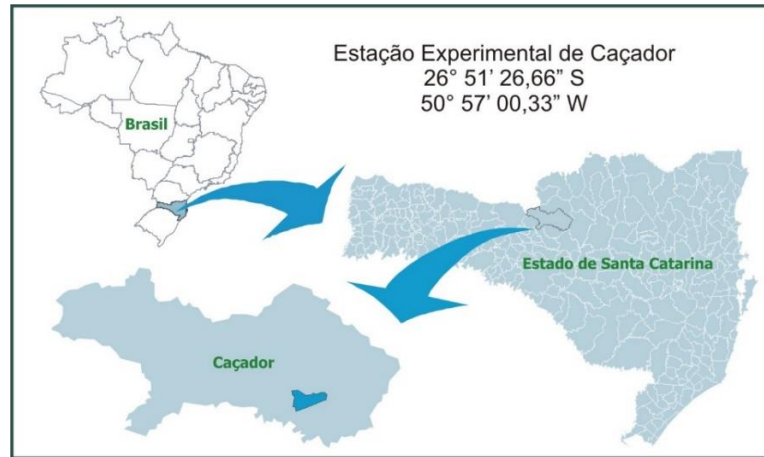 Estação Experimental de Caçador
26° 51’ 26,66” S
50° 57’ 00,33” W
Brasil
Estado de Santa Catarina
Caçador